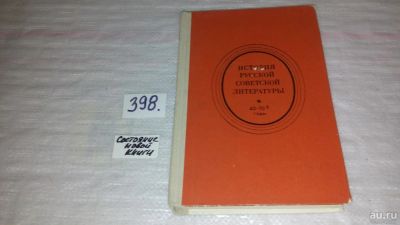 398.
Состояние
новой
книги
ИСТОРИЯ
РУССКОЙ
СОВЕТСКОЙ
ЛИТЕРАТУРЫ
au.ru